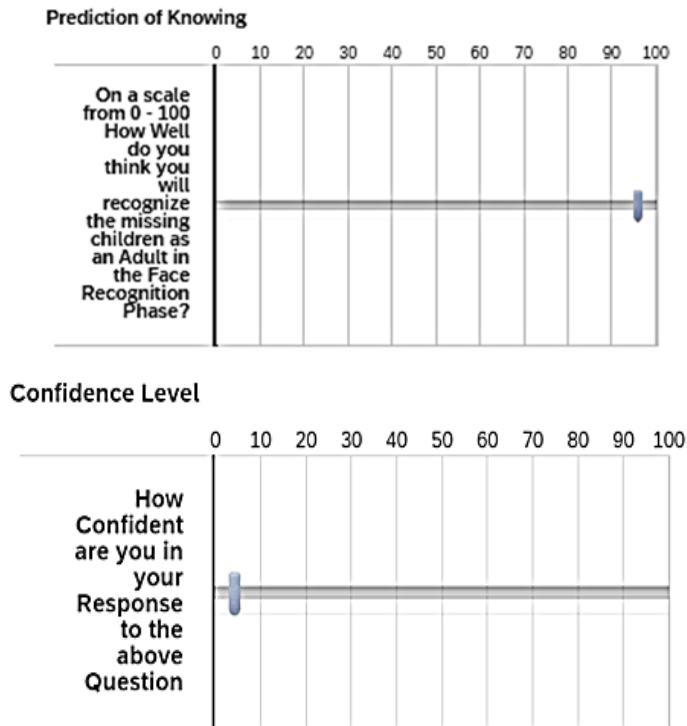 Prediction of Knowing
0 10 20 30 40 50 60 70 80 90 100
On a scale
from 0 - 100
How Well
do you
think you
will
recognize
the missing
children as
an Adult in
the Face
Recognition
Phase?
Confidence Level
0 10 20 30 40 50 60 70 80 90 100
How
Confident
are you in
your
Response
to the
above
Question